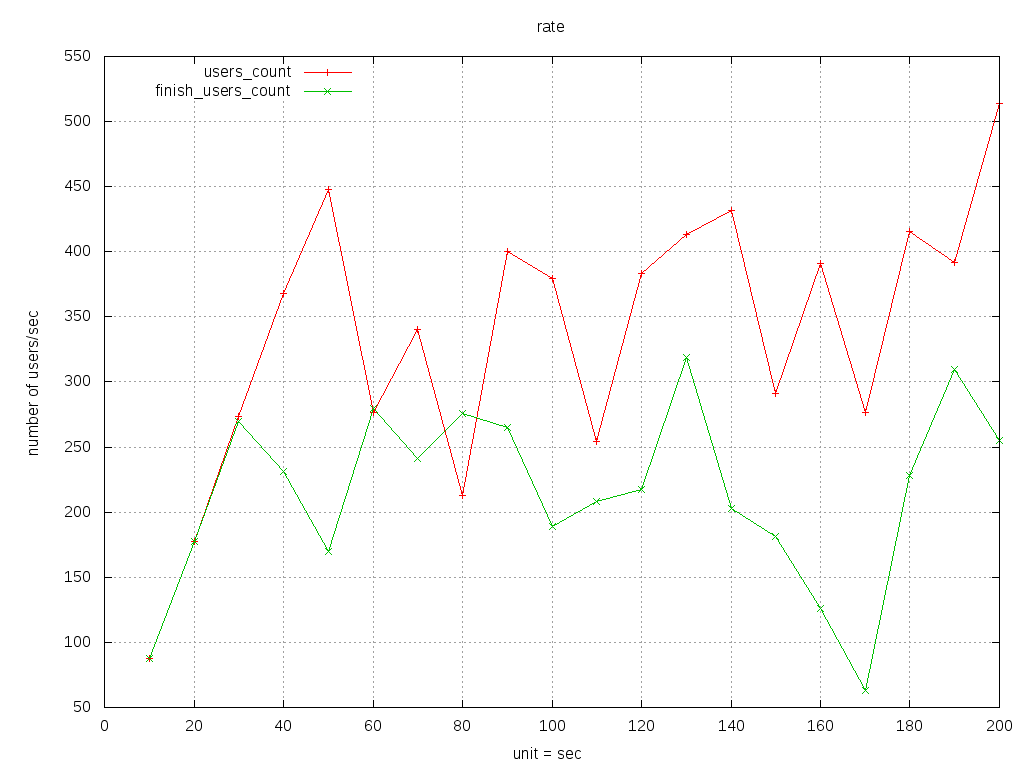 rate
users_count
finish_users_count
550
500
450
400
350
300
250
200
150
100
50
number of users/sec
0 20 40 60 80 100 120 140 160 180 200
unit = sec